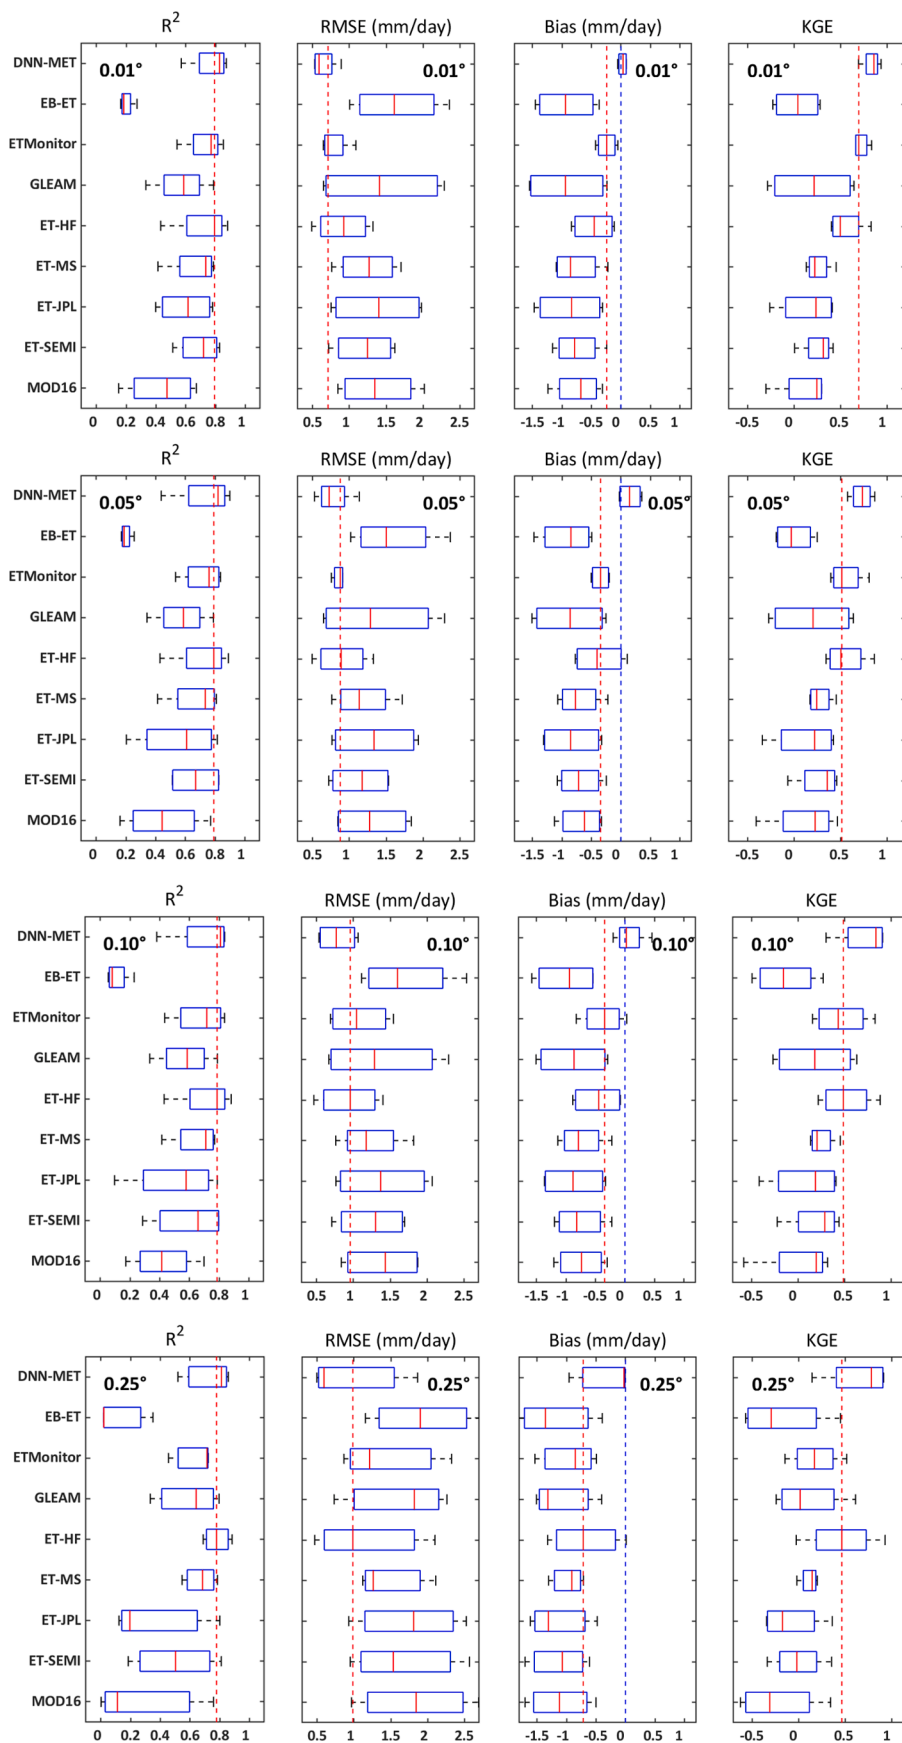 R2 RMSE (mm/day) Bias (mm/day) KGE
DNN-MET 0.01° 0.01° 0.01° 0.01°
EB-ET
ETMonitor
GLEAM
ET-HF
ET-MS
ET-JPL
ET-SEMI
MOD16
0 0.2 0.4 0.6 0.8 1 0.5 1 1.5 2 2.5 -1.5 -1 -0.5 0 0.5 1 -0.5 0 0.5 1
R2 RMSE (mm/day) Bias (mm/day) KGE
DNN-MET 0.05° 0.05° 0.05° 0.05°
EB-ET
ETMonitor
GLEAM
ET-HF
ET-MS
ET-JPL
ET-SEMI
MOD16
0 0.2 0.4 0.6 0.8 1 0.5 1 1.5 2 2.5 -1.5 -1 -0.5 0 0.5 1 -0.5 0 0.5 1
R2 RMSE (mm/day) Bias (mm/day) KGE
DNN-MET 0.10° 0.10° 0.10° 0.10°
EB-ET
ETMonitor
GLEAM
ET-HF
ET-MS
ET-JPL
ET-SEMI
MOD16
0 0.2 0.4 0.6 0.8 1 0.5 1 1.5 2 2.5 -1.5 -1 -0.5 0 0.5 1 -0.5 0 0.5 1
R2 RMSE (mm/day) Bias (mm/day) KGE
DNN-MET 0.25° 0.25° 0.25° 0.25°
EB-ET
ETMonitor
GLEAM
ET-HF
ET-MS
ET-JPL
ET-SEMI
MOD16
0 0.2 0.4 0.6 0.8 1 0.5 1 1.5 2 2.5 -1.5 -1 -0.5 0 0.5 1 -0.5 0 0.5 1